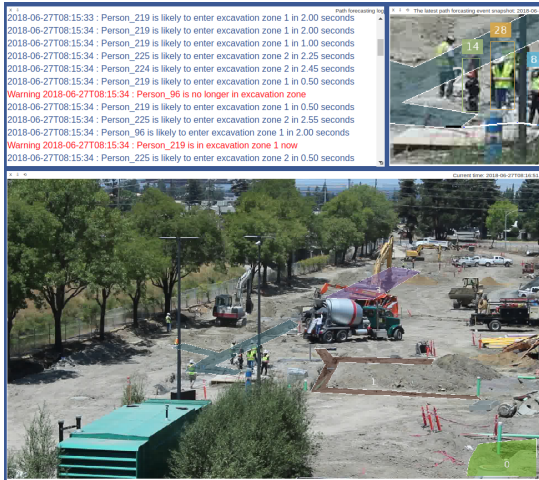 Path forecasting log
2018-06-27T08:15:33 : Person_219 is likely to enter excavation zone 1 in 2.00 seconds
2018-06-27T08:15:33 : Person_219 is likely to enter excavation zone 1 in 2.00 seconds
2018-06-27T08:15:33 : Person_219 is likely to enter excavation zone 1 in 1.00 seconds
2018-06-27T08:15:33 : Person_225 is likely to enter excavation zone 2 in 2.25 seconds
2018-06-27T08:15:34 : Person_224 is likely to enter excavation zone 2 in 2.45 seconds
2018-06-27T08:15:34 : Person_219 is likely to enter excavation zone 1 in 0.50 seconds
Warning 2018-06-27T08:15:34 : Person_96 is no longer in excavation zone
2018-06-27T08:15:34 : Person_219 is likely to enter excavation zone 1 in 0.50 seconds
2018-06-27T08:15:34 : Person_225 is likely to enter excavation zone 2 in 2.55 seconds
2018-06-27T08:15:34 : Person_96 is likely to enter excavation zone 1 in 2.00 seconds
Warning 2018-06-27T08:15:34 : Person_219 is in excavation zone 1 now
2018-06-27T08:15:34 : Person_225 is likely to enter excavation zone 2 in 0.50 seconds
The latest path forcasting event snapshot: 2018-06-
28
14
8
Current time: 2018-06-27T08:16:51
1
0